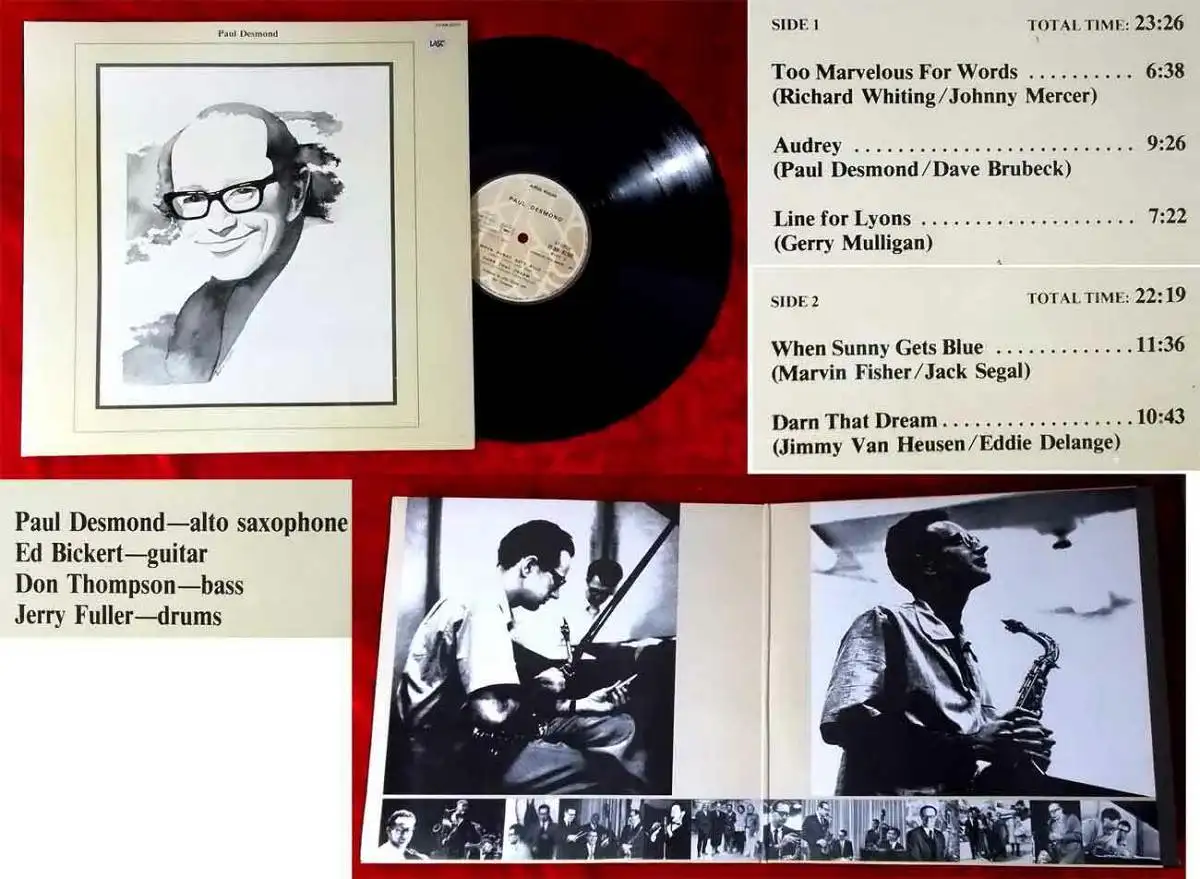 Paul Desmond
SIDE 1 TOTAL TIME: 23:26
Too Marvelous For Words .......... 6:38
(Richard Whiting/Johnny Mercer)
Audrey ........................ 9:26
(Paul Desmond/Dave Brubeck)
Line for Lyons ................... 7:22
(Gerry Mulligan)
SIDE 2 TOTAL TIME: 22:19
When Sunny Gets Blue .............11:36
(Marvin Fisher/Jack Segal)
Darn That Dream..................10:43
(Jimmy Van Heusen/Eddie Delange)
PAUL DESMOND
Paul Desmond—alto saxophone
Ed Bickert—guitar
Don Thompson—bass
Jerry Fuller—drums